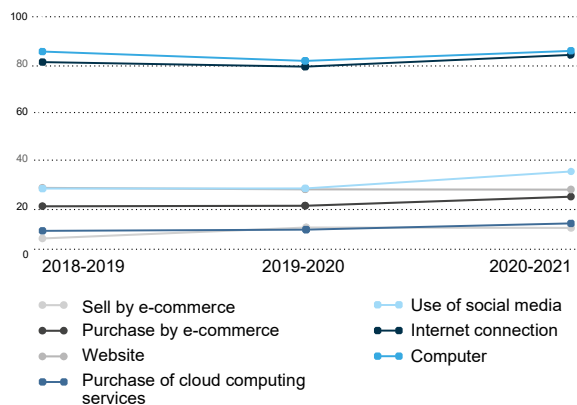 100
80
60
40
20
0
2018-2019
2019-2020
2020-2021
Sell by e-commerce
Purchase by e-commerce
Website
Purchase of cloud computing
services
Use of social media
Internet connection
Computer